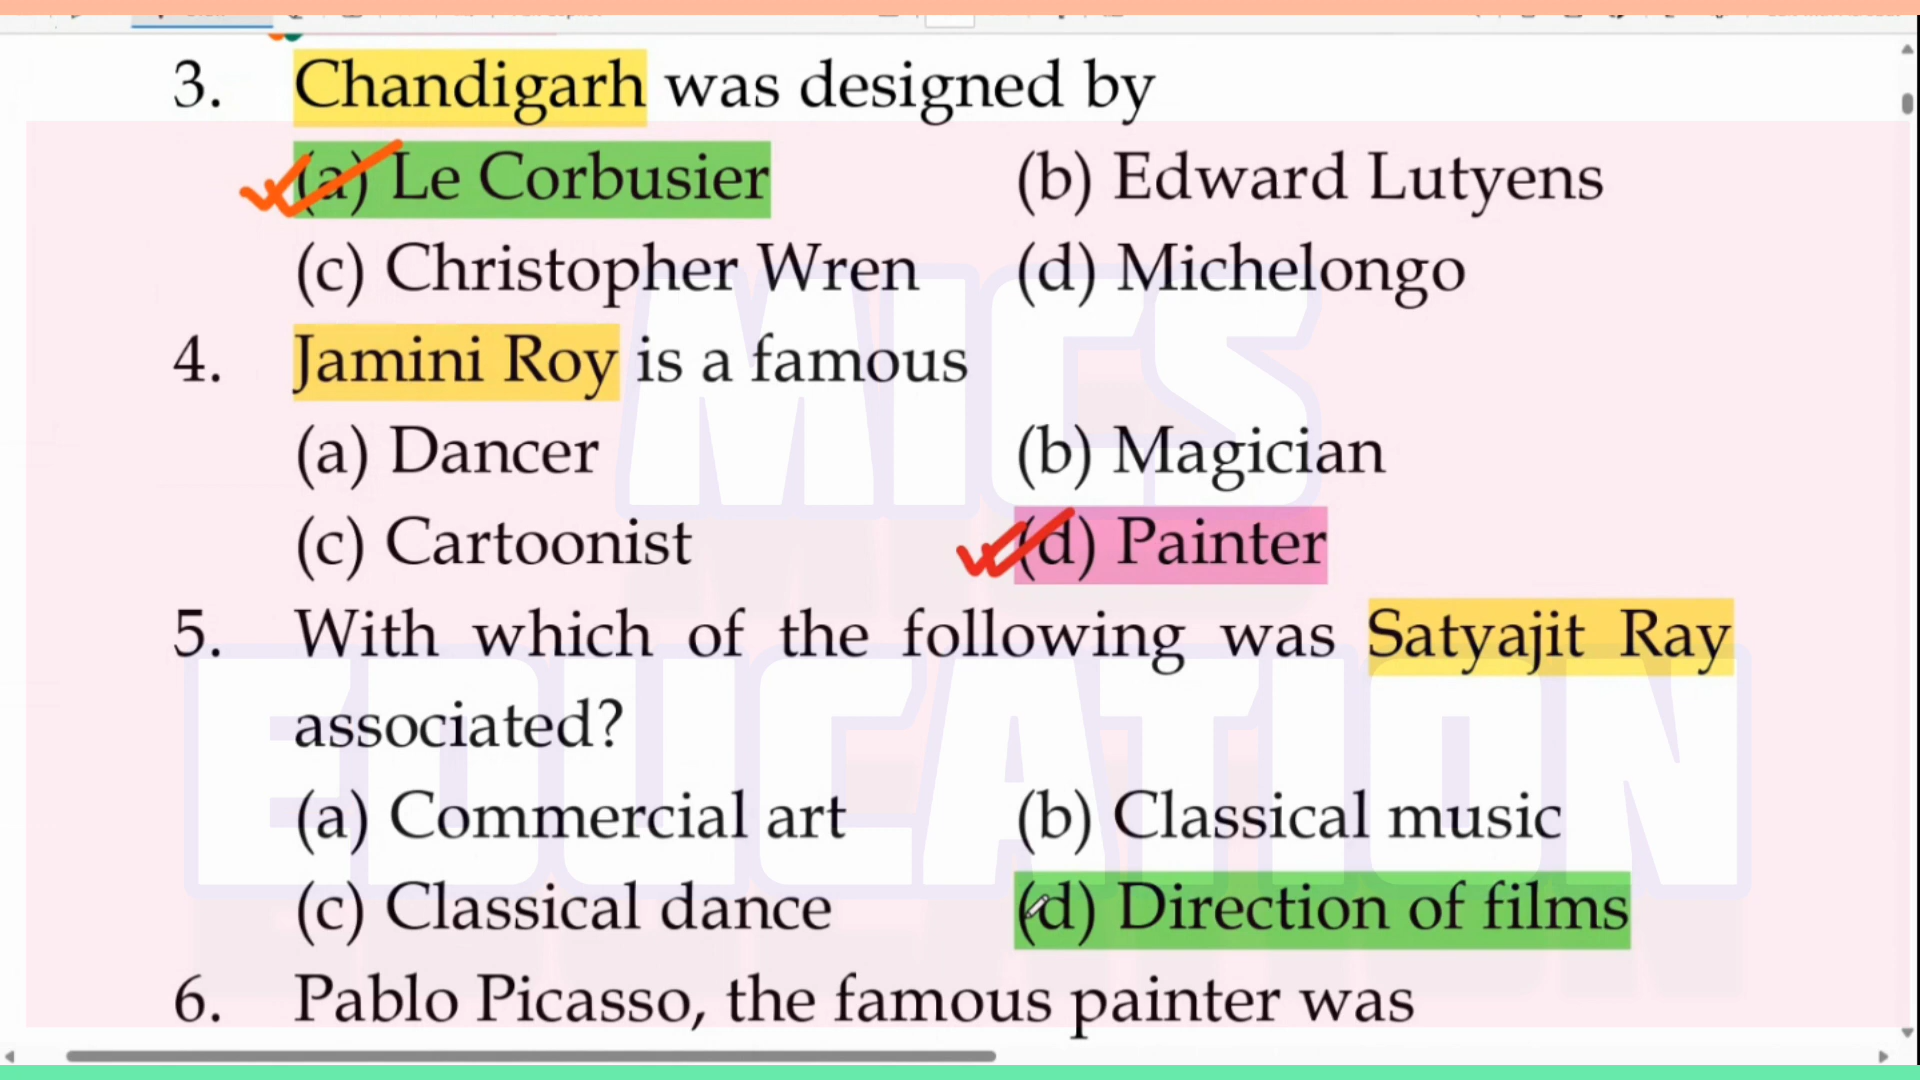 3. Chandigarh was designed by
(a) Le Corbusier (b) Edward Lutyens
(c) Christopher Wren (d) Michelongo
4. Jamini Roy is a famous
(a) Dancer (b) Magician
(c) Cartoonist (d) Painter
5. With which of the following was Satyajit Ray
associated?
(a) Commercial art (b) Classical music
(c) Classical dance (d) Direction of films
6. Pablo Picasso, the famous painter was
MICS
EDUCATION